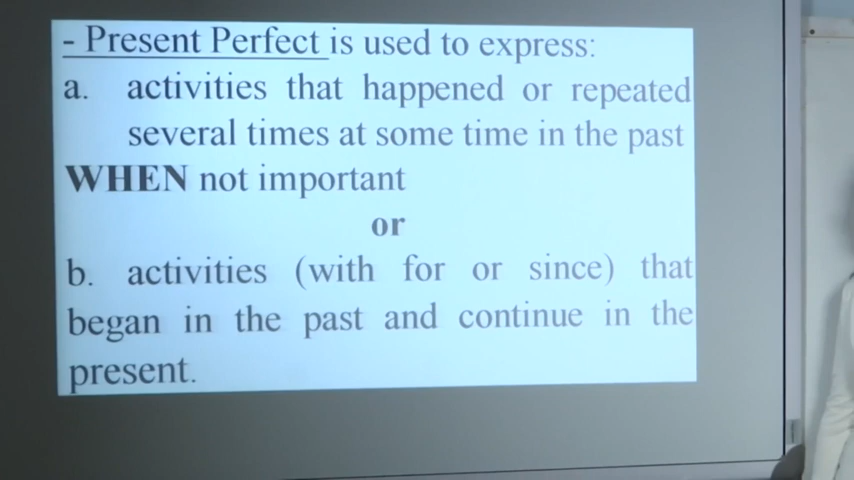 - Present Perfect is used to express:
a. activities that happened or repeated
several times at some time in the past
WHEN not important
or
b. activities (with for or since) that
began in the past and continue in the
present.